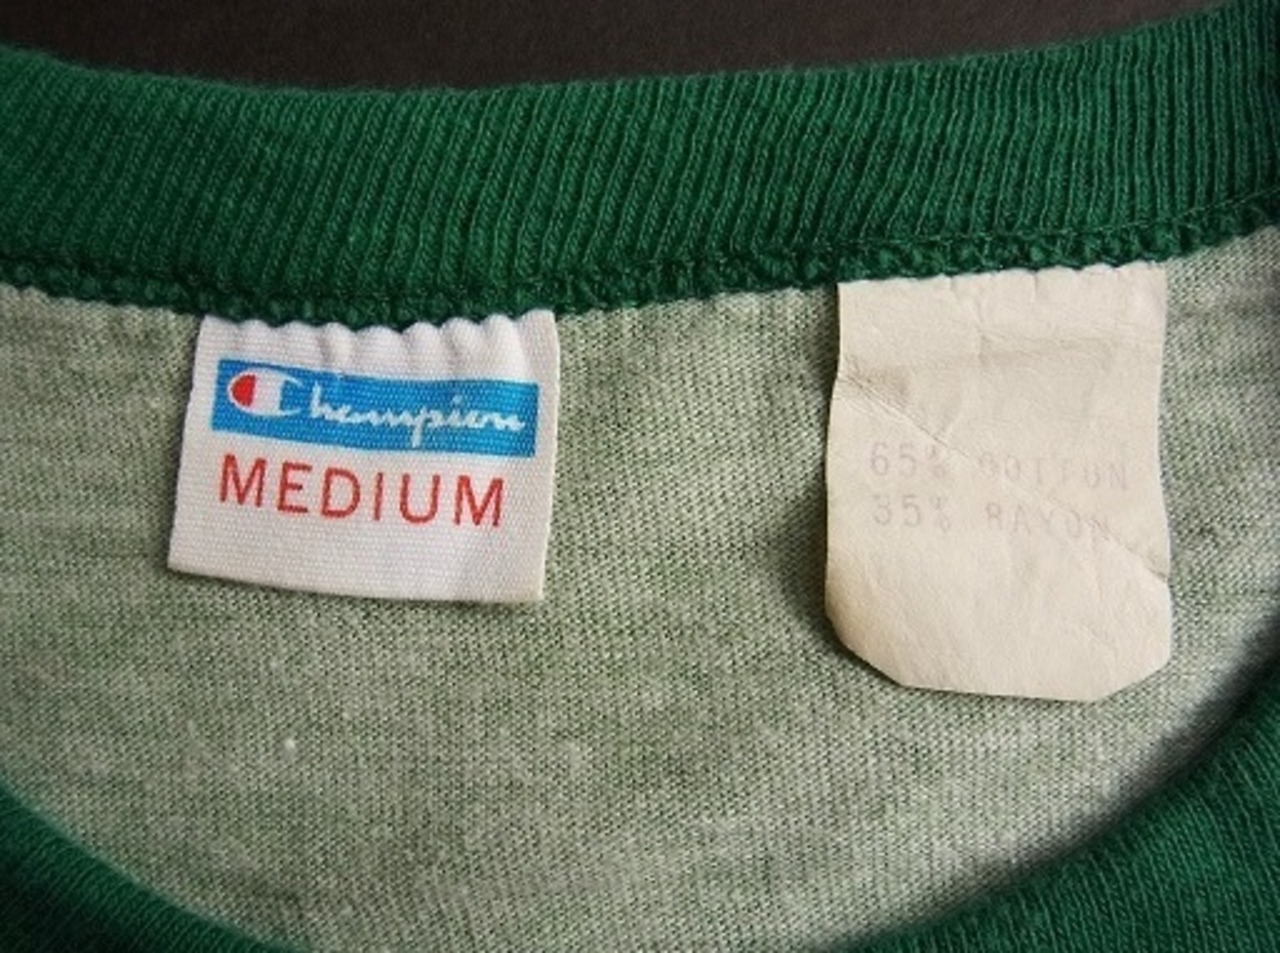 Champion
MEDIUM
65% COTTON
35% RAYON